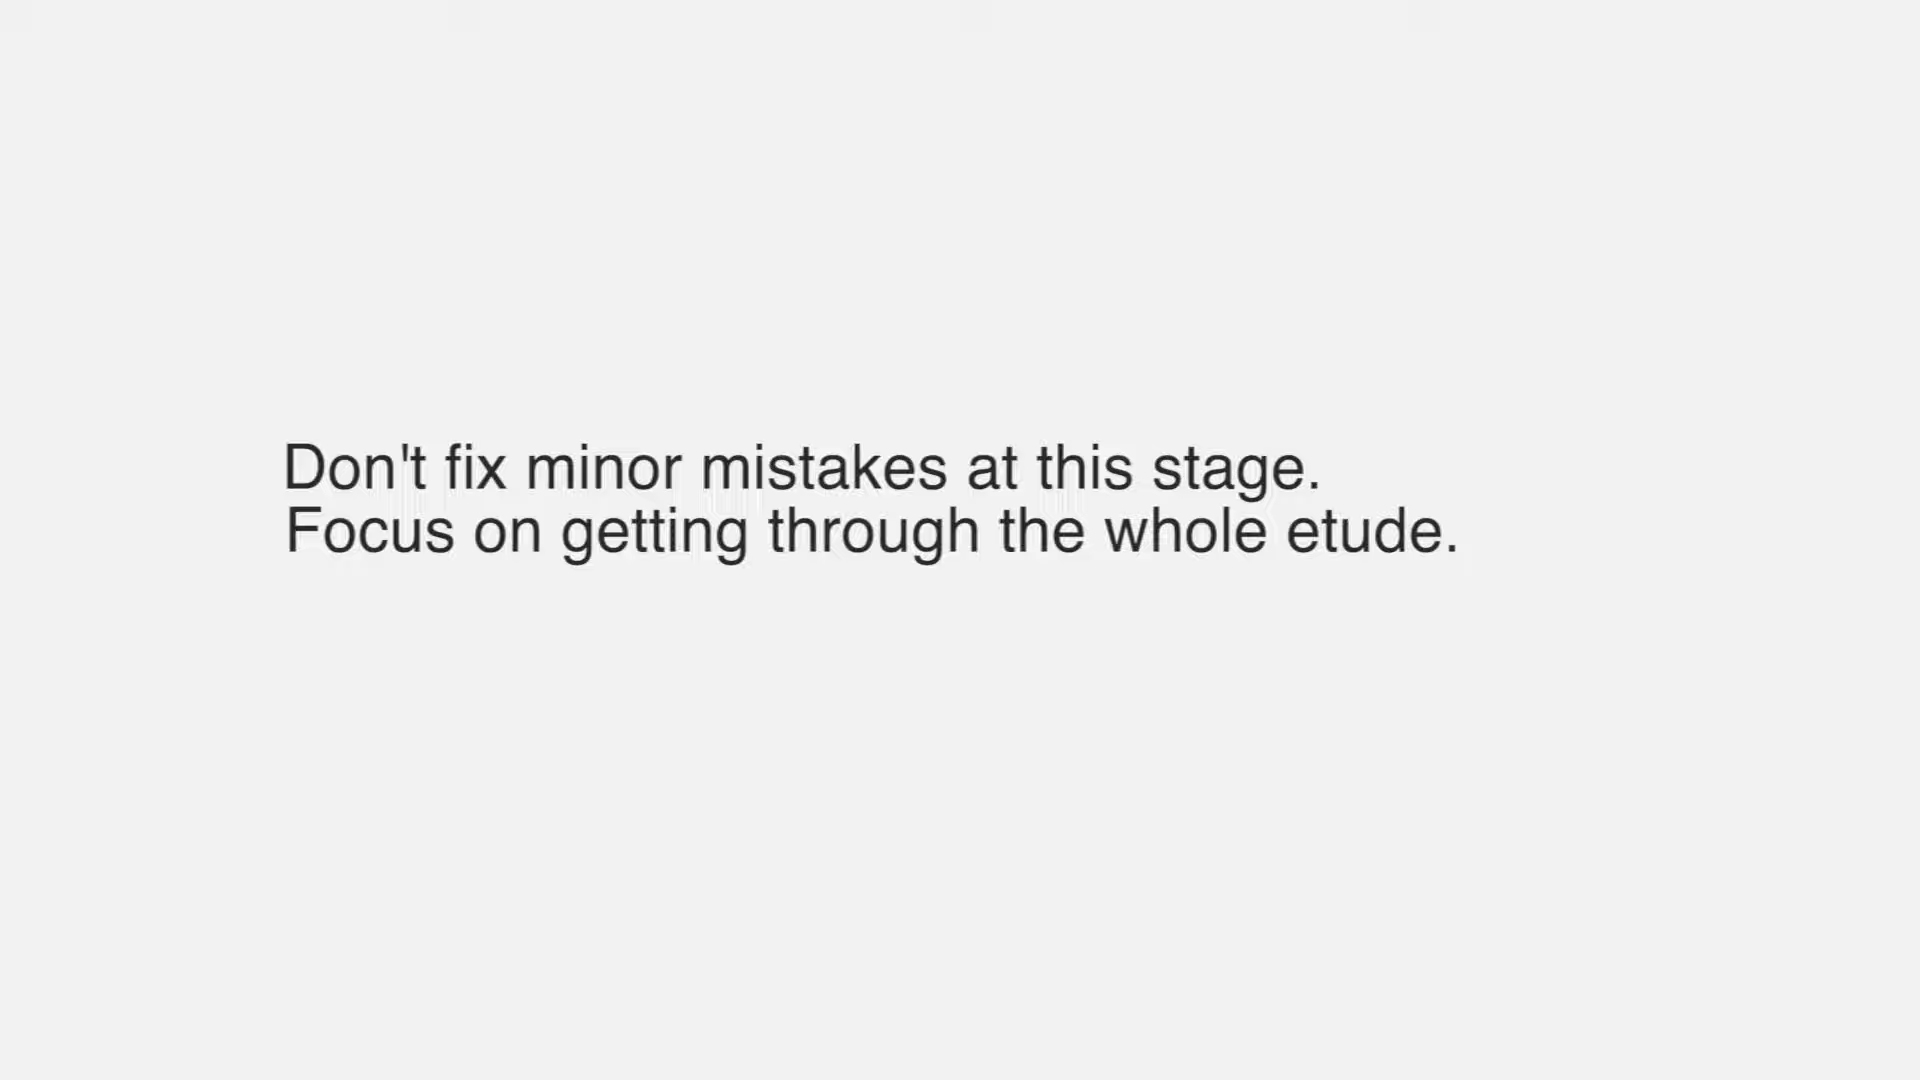 Don't fix minor mistakes at this stage.
Focus on getting through the whole etude.